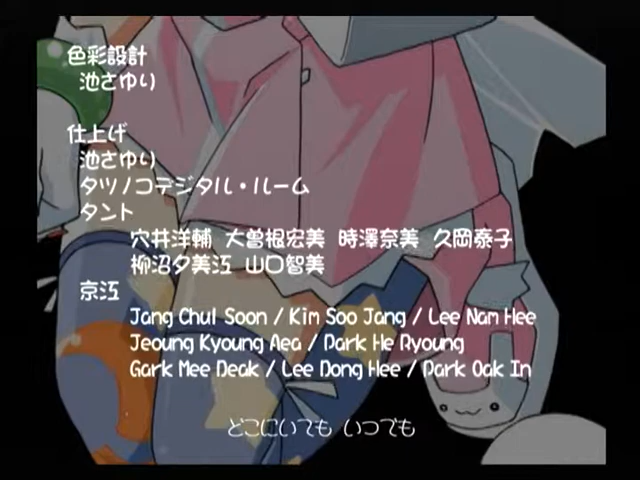 色彩設計
池さゆり
仕上げ
池さゆり
タツノコデジタル・ルーム
タント
穴井洋輔 大曽根宏美 時澤奈美 久岡泰子
柳沼夕美江 山口智美
京江
Jang Chul Soon / Kim Soo Jang / Lee Nam Hee
Jeoung Kyoung Aea / Park He Ryoung
Gark Mee Deak / Lee Dong Hee / Park Oak In
どこにいても いつでも